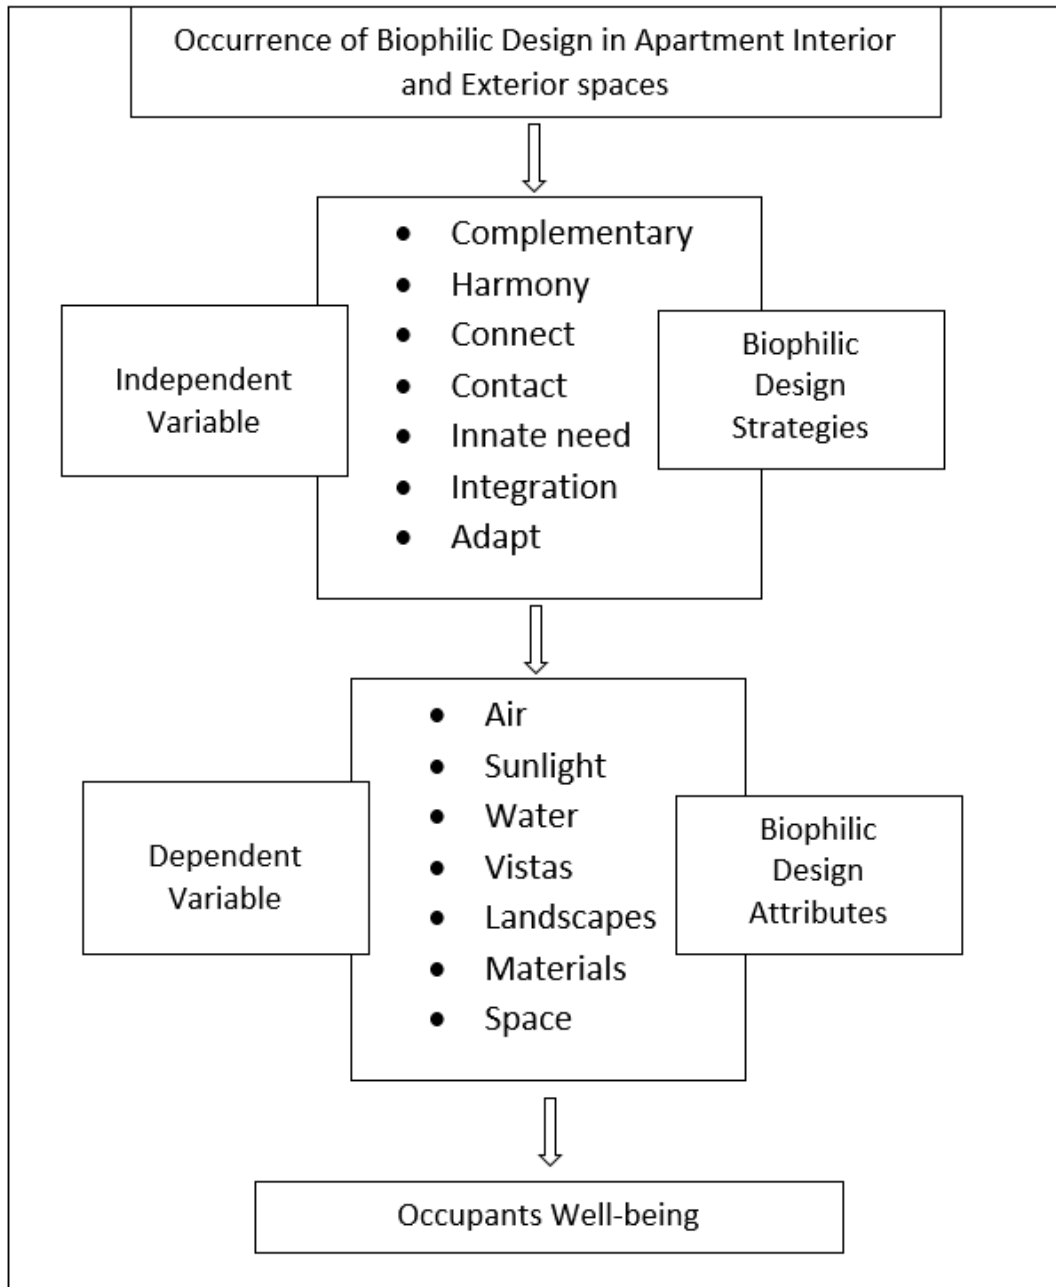 Occurrence of Biophilic Design in Apartment Interior
and Exterior spaces
• Complementary
• Harmony
• Connect
• Contact
• Innate need
• Integration
• Adapt
Independent
Variable
Biophilic
Design
Strategies
• Air
• Sunlight
• Water
• Vistas
• Landscapes
• Materials
• Space
Dependent
Variable
Biophilic
Design
Attributes
Occupants Well-being